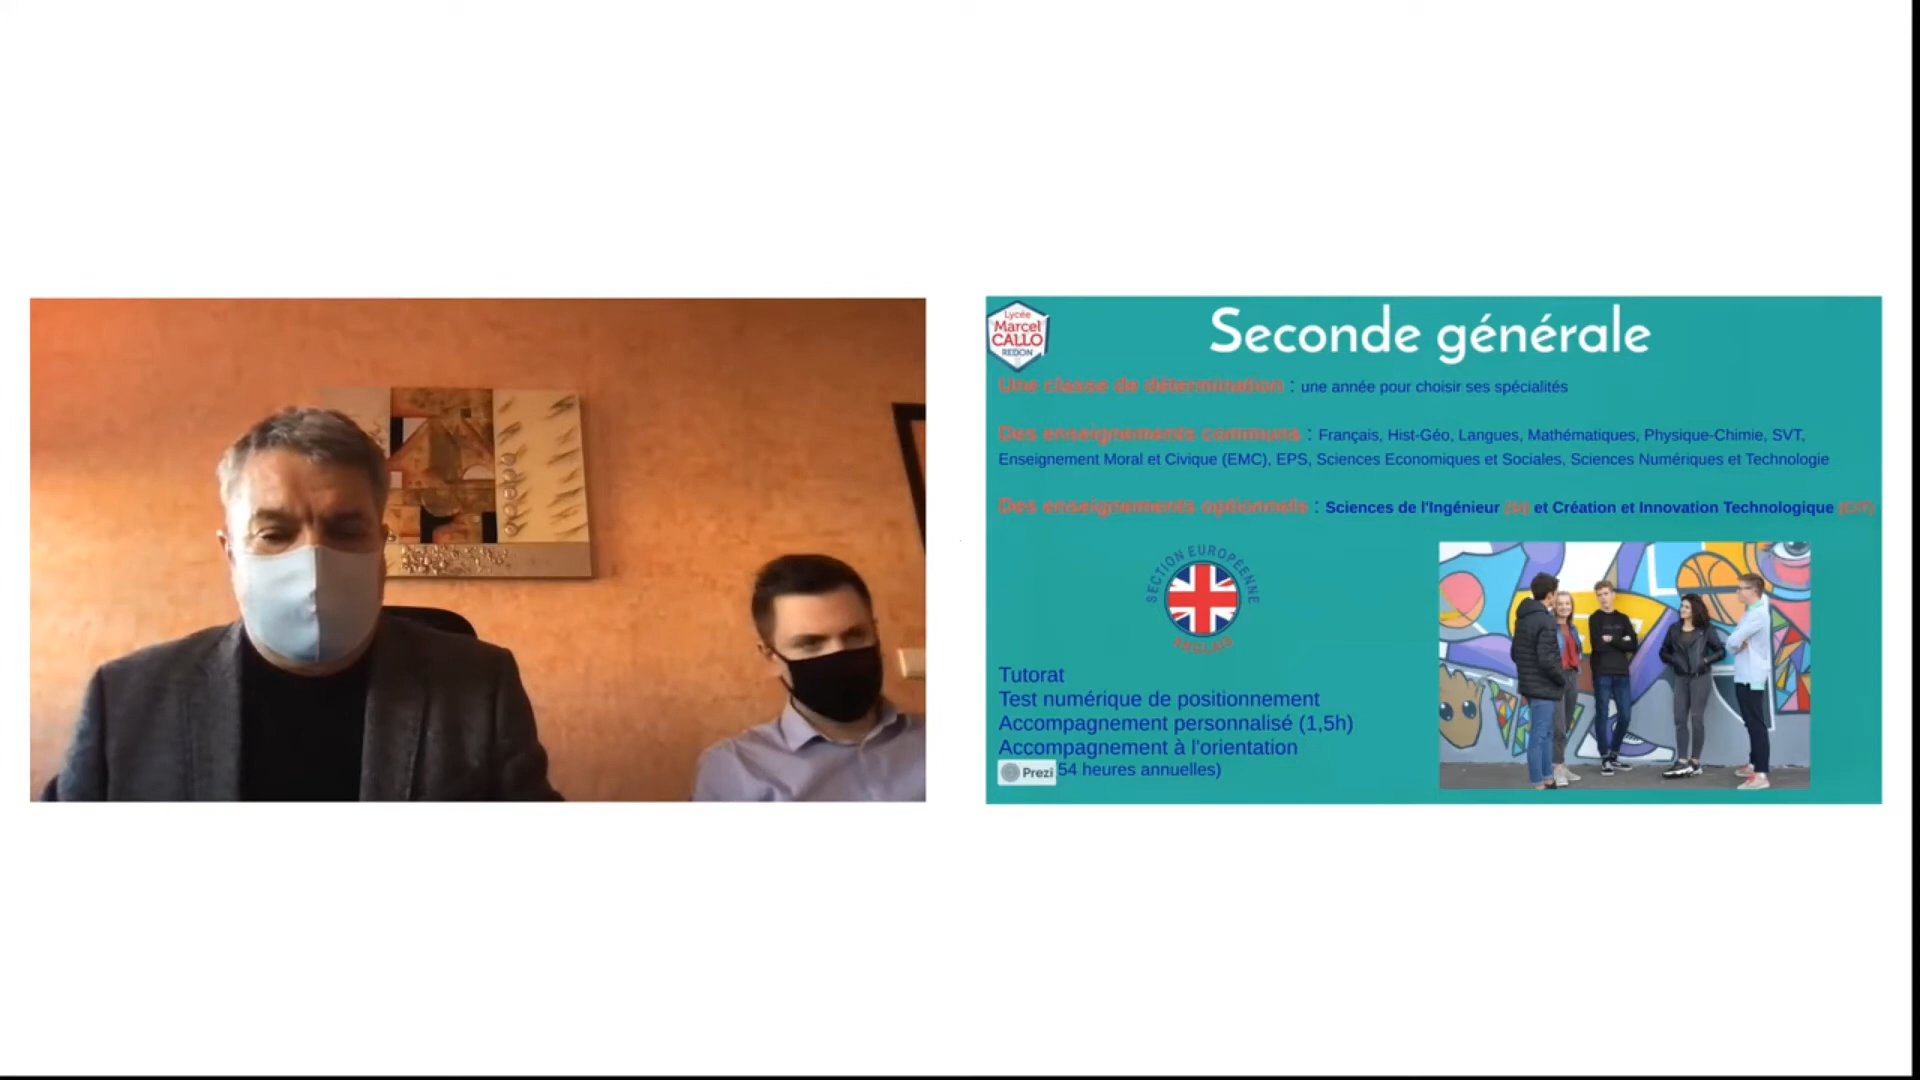 Lycée
Marcel
CALLO
REDON
Seconde générale
Une classe de détermination : une année pour choisir ses spécialités
Des enseignements communs : Français, Hist-Géo, Langues, Mathématiques, Physique-Chimie, SVT,
Enseignement Moral et Civique (EMC), EPS, Sciences Economiques et Sociales, Sciences Numériques et Technologie
Des enseignements optionnels : Sciences de l'Ingénieur (SI) et Création et Innovation Technologique (CIT)
SECTION EUROPÉENNE
ANGLAIS
Tutorat
Test numérique de positionnement
Accompagnement personnalisé (1,5h)
Accompagnement à l'orientation
Prezi 54 heures annuelles)